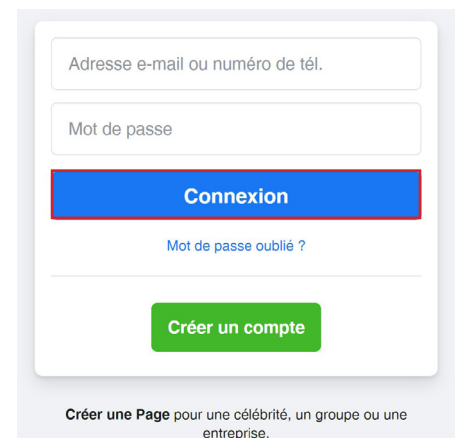 Adresse e-mail ou numéro de tél.
Mot de passe
Connexion
Mot de passe oublié ?
Créer un compte
Créer une Page pour une célébrité, un groupe ou une
entreprise.